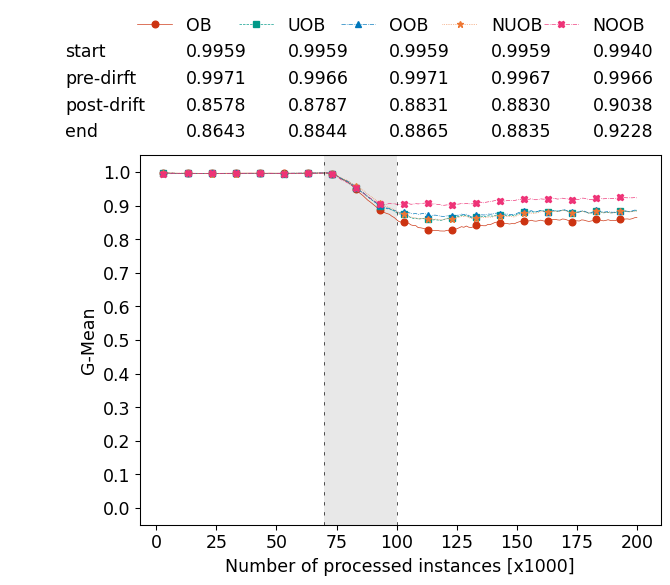 OB UOB OOB NUOB NOOB
start 0.9959 0.9959 0.9959 0.9959 0.9940
pre-dirft 0.9971 0.9966 0.9971 0.9967 0.9966
post-drift 0.8578 0.8787 0.8831 0.8830 0.9038
end 0.8643 0.8844 0.8865 0.8835 0.9228
1.0
0.9
0.8
0.7
0.6
0.5
0.4
0.3
0.2
0.1
0.0
G-Mean
0 25 50 75 100 125 150 175 200
Number of processed instances [x1000]